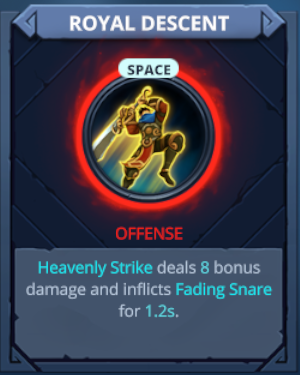 ROYAL DESCENT
SPACE
OFFENSE
Heavenly Strike deals 8 bonus
damage and inflicts Fading Snare
for 1.2s.